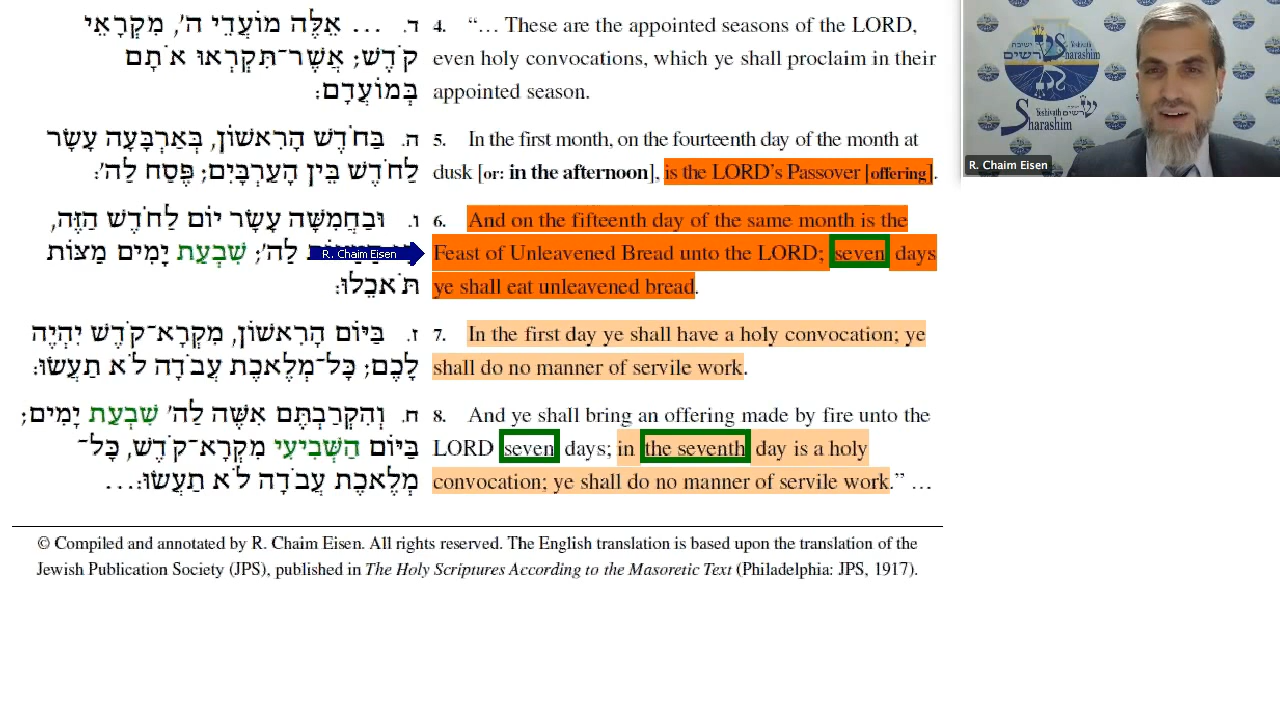 ד. ... אֵלֶּה מוֹעֲדֵי ה', מִקְרָאֵי
קֹדֶשׁ; אֲשֶׁר־תִּקְרְאוּ אֹתָם
בְּמוֹעֲדָם:
4. “… These are the appointed seasons of the LORD,
even holy convocations, which ye shall proclaim in their
appointed season.
ה. בַּחֹדֶשׁ הָרִאשׁוֹן, בְּאַרְבָּעָה עָשָׂר
לַחֹדֶשׁ בֵּין הָעַרְבָּיִם; פֶּסַח לַה':
5. In the first month, on the fourteenth day of the month at
dusk [or: in the afternoon], is the LORD’s Passover [offering].
ו. וּבַחֲמִשָּׁה עָשָׂר יוֹם לַחֹדֶשׁ הַזֶּה,
לַה'; שִׁבְעַת יָמִים מַצּוֹת
תֹּאכֵלוּ:
R. Chaim Eisen
6. And on the fifteenth day of the same month is the
Feast of Unleavened Bread unto the LORD; seven days
ye shall eat unleavened bread.
ז. בַּיּוֹם הָרִאשׁוֹן, מִקְרָא־קֹדֶשׁ יִהְיֶה
לָכֶם; כָּל־מְלֶאכֶת עֲבֹדָה לֹא תַעֲשׂוּ:
7. In the first day ye shall have a holy convocation; ye
shall do no manner of servile work.
ח. וְהִקְרַבְתֶּם אִשֶּׁה לַה' שִׁבְעַת יָמִים;
בַּיּוֹם הַשְּׁבִיעִי מִקְרָא־קֹדֶשׁ, כָּל־
מְלֶאכֶת עֲבֹדָה לֹא תַעֲשׂוּ:...
8. And ye shall bring an offering made by fire unto the
LORD seven days; in the seventh day is a holy
convocation; ye shall do no manner of servile work.” …
© Compiled and annotated by R. Chaim Eisen. All rights reserved. The English translation is based upon the translation of the
Jewish Publication Society (JPS), published in The Holy Scriptures According to the Masoretic Text (Philadelphia: JPS, 1917).
ישיבת
שרשים
Yeshivath
Sharashim
Yeshivath
Sharashim
R. Chaim Eisen